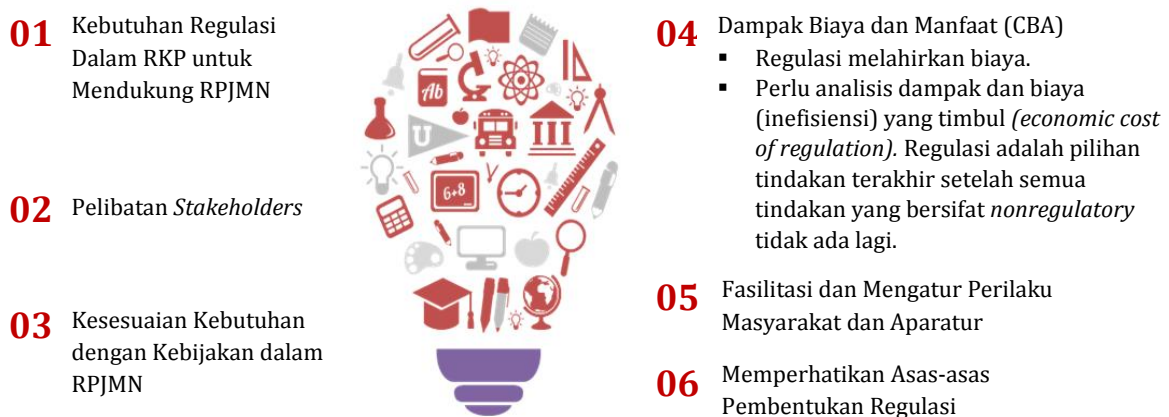 01
Kebutuhan Regulasi
Dalam RKP untuk
Mendukung RPJMN
02
Pelibatan Stakeholders
03
Kesesuaian Kebutuhan
dengan Kebijakan dalam
RPJMN
Ab
U
6+8
04
Dampak Biaya dan Manfaat (CBA)
▪ Regulasi melahirkan biaya.
▪ Perlu analisis dampak dan biaya
(inefisiensi) yang timbul (economic cost
of regulation). Regulasi adalah pilihan
tindakan terakhir setelah semua
tindakan yang bersifat nonregulatory
tidak ada lagi.
05
Fasilitasi dan Mengatur Perilaku
Masyarakat dan Aparatur
06
Memperhatikan Asas-asas
Pembentukan Regulasi